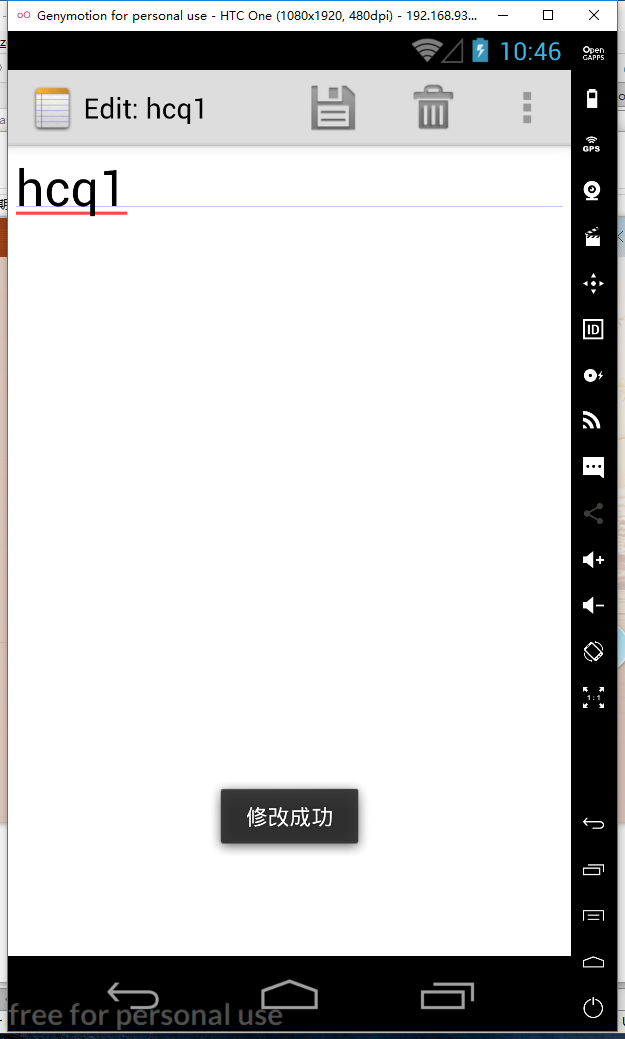 Genymotion for personal use - HTC One (1080x1920, 480dpi) - 192.168.93...
10:46
Open
GAPPS
Edit: hcq1
GPS
hcq1
ID
1:1
修改成功
free for personal use